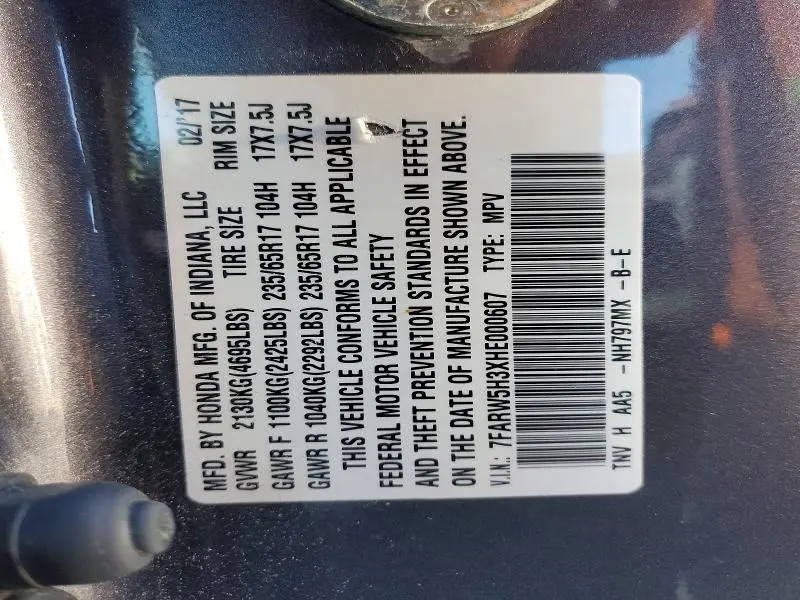 MFD. BY HONDA MFG. OF INDIANA, LLC 02/'17
GVWR 2130KG(4695LBS) TIRE SIZE RIM SIZE
GAWR F 1100KG(2425LBS) 235/65R17 104H 17X7.5J
GAWR R 1040KG(2292LBS) 235/65R17 104H 17X7.5J
THIS VEHICLE CONFORMS TO ALL APPLICABLE
FEDERAL MOTOR VEHICLE SAFETY
AND THEFT PREVENTION STANDARDS IN EFFECT
ON THE DATE OF MANUFACTURE SHOWN ABOVE.
V.I.N.: 7FARW5H3XHE000607 TYPE: MPV
TNV H AA5 -NH797MX -B-E